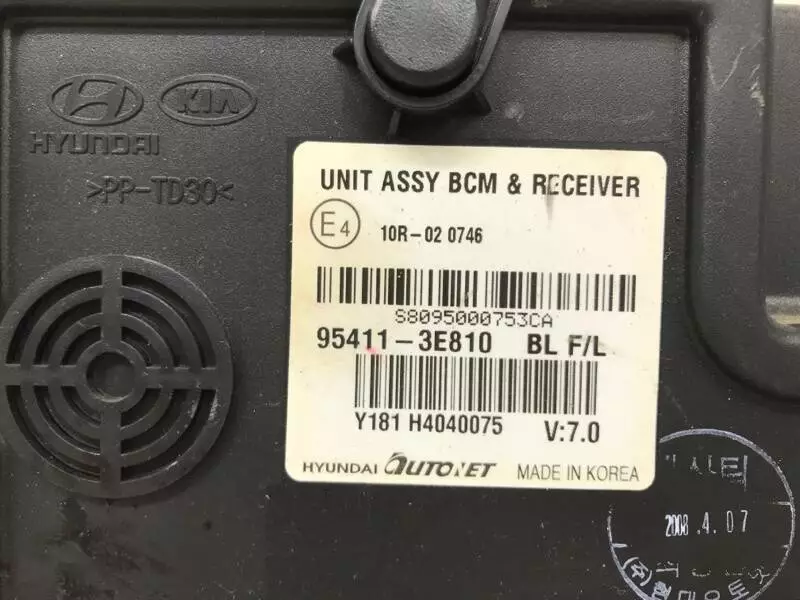 KIA
HYUNDAI
>PP-TD30<
UNIT ASSY BCM & RECEIVER
E4
10R-02 0746
S8095000753CA
95411-3E810 BL F/L
Y181 H4040075 V:7.0
HYUNDAI AUTONET MADE IN KOREA
2008.4.07